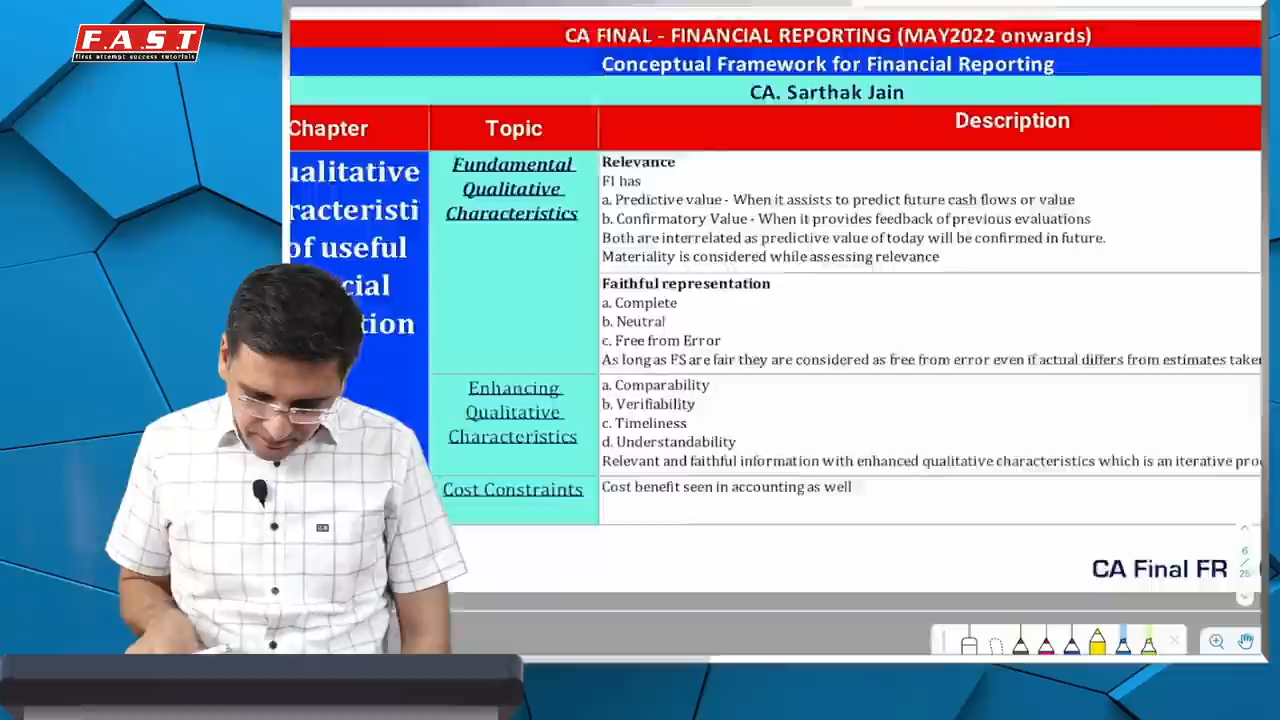 F.A.S.T
first attempt success tutorials
CA FINAL - FINANCIAL REPORTING (MAY2022 onwards)
Conceptual Framework for Financial Reporting
CA. Sarthak Jain
Chapter
Topic
Description
ualitative
racteristi
of useful
cial
tion
Fundamental
Qualitative
Characteristics
Relevance
FI has
a. Predictive value - When it assists to predict future cash flows or value
b. Confirmatory Value - When it provides feedback of previous evaluations
Both are interrelated as predictive value of today will be confirmed in future.
Materiality is considered while assessing relevance
Faithful representation
a. Complete
b. Neutral
c. Free from Error
As long as FS are fair they are considered as free from error even if actual differs from estimates taken
Enhancing
Qualitative
Characteristics
a. Comparability
b. Verifiability
c. Timeliness
d. Understandability
Relevant and faithful information with enhanced qualitative characteristics which is an iterative pro
Cost Constraints
Cost benefit seen in accounting as well
CA Final FR
6
/
25